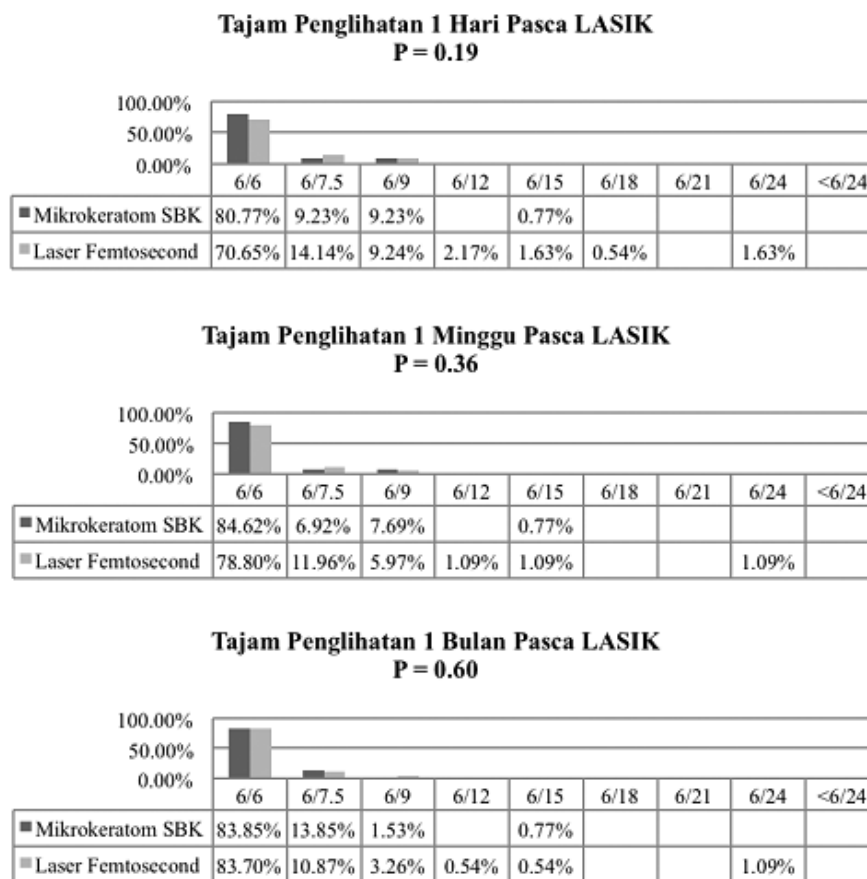 Tajam Penglihatan 1 Hari Pasca LASIK
P = 0.19
100.00%
50.00%
0.00%
6/6 6/7.5 6/9 6/12 6/15 6/18 6/21 6/24 <6/24
Mikrokeratom SBK 80.77% 9.23% 9.23% 0.77%
Laser Femtosecond 70.65% 14.14% 9.24% 2.17% 1.63% 0.54% 1.63%
Tajam Penglihatan 1 Minggu Pasca LASIK
P = 0.36
100.00%
50.00%
0.00%
6/6 6/7.5 6/9 6/12 6/15 6/18 6/21 6/24 <6/24
Mikrokeratom SBK 84.62% 6.92% 7.69% 0.77%
Laser Femtosecond 78.80% 11.96% 5.97% 1.09% 1.09% 1.09%
Tajam Penglihatan 1 Bulan Pasca LASIK
P = 0.60
100.00%
50.00%
0.00%
6/6 6/7.5 6/9 6/12 6/15 6/18 6/21 6/24 <6/24
Mikrokeratom SBK 83.85% 13.85% 1.53% 0.77%
Laser Femtosecond 83.70% 10.87% 3.26% 0.54% 0.54% 1.09%